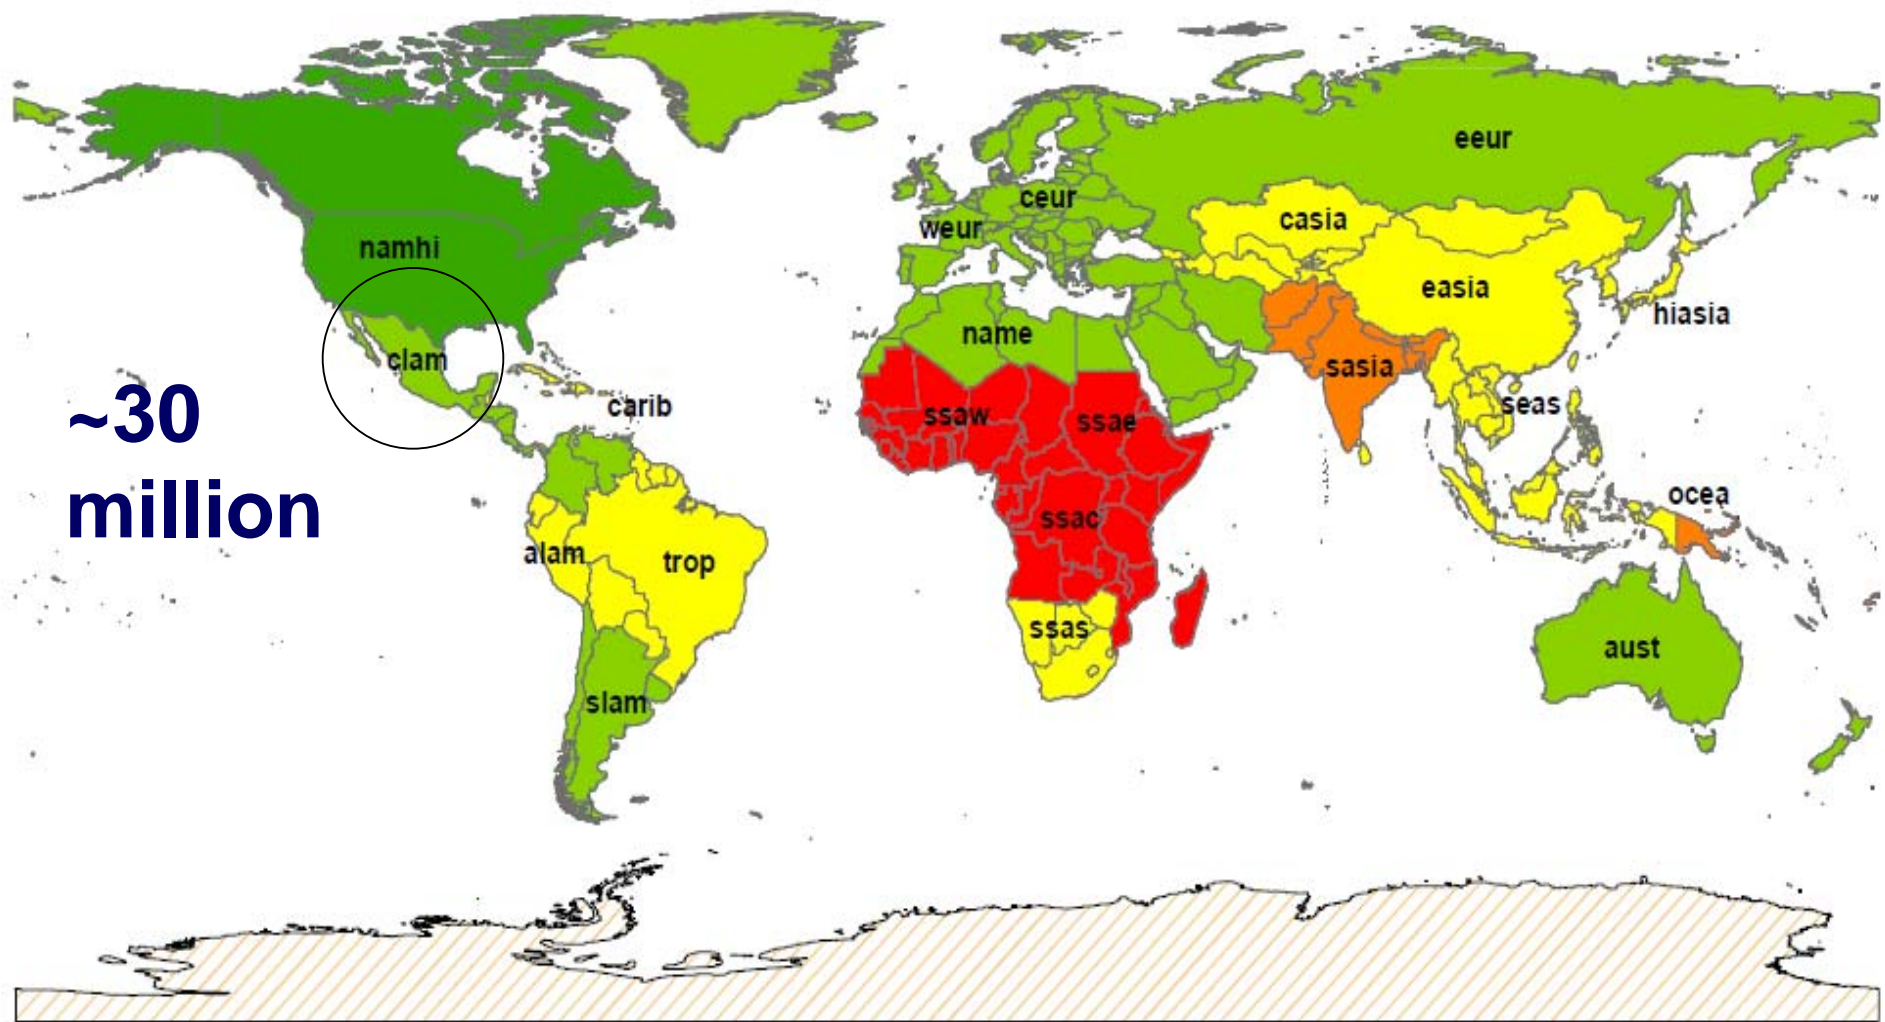 eeur
ceur
casia
weur
namhi
easia
hiasia
name
clam
sasia
~30
million
carib
ssaw
ssae
seas
ocea
ssac
alam
trop
ssas
aust
slam